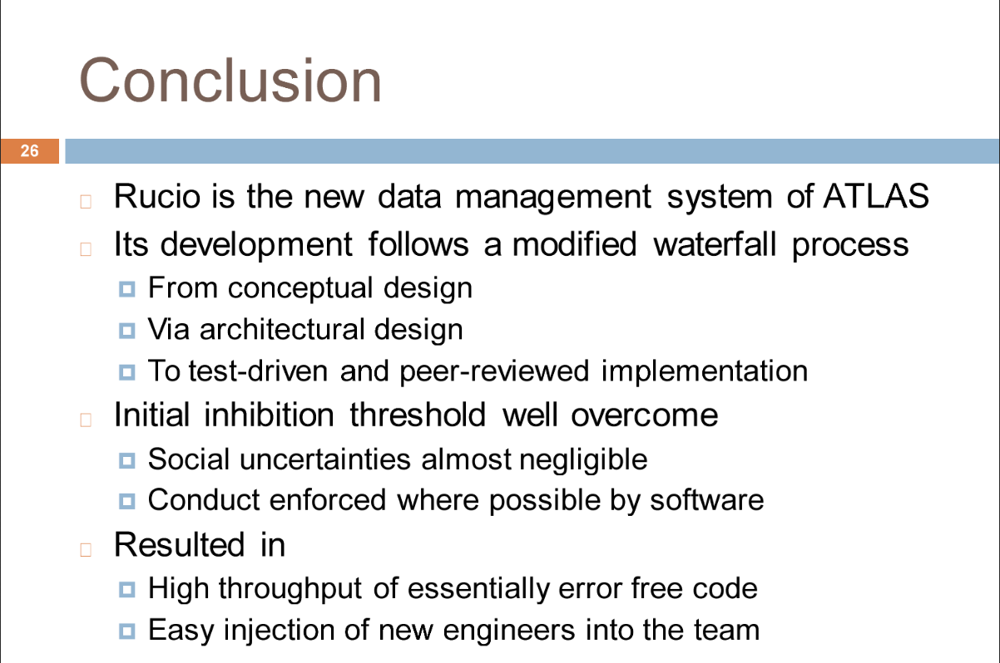 Conclusion
26
Rucio is the new data management system of ATLAS
Its development follows a modified waterfall process
From conceptual design
Via architectural design
To test-driven and peer-reviewed implementation
Initial inhibition threshold well overcome
Social uncertainties almost negligible
Conduct enforced where possible by software
Resulted in
High throughput of essentially error free code
Easy injection of new engineers into the team